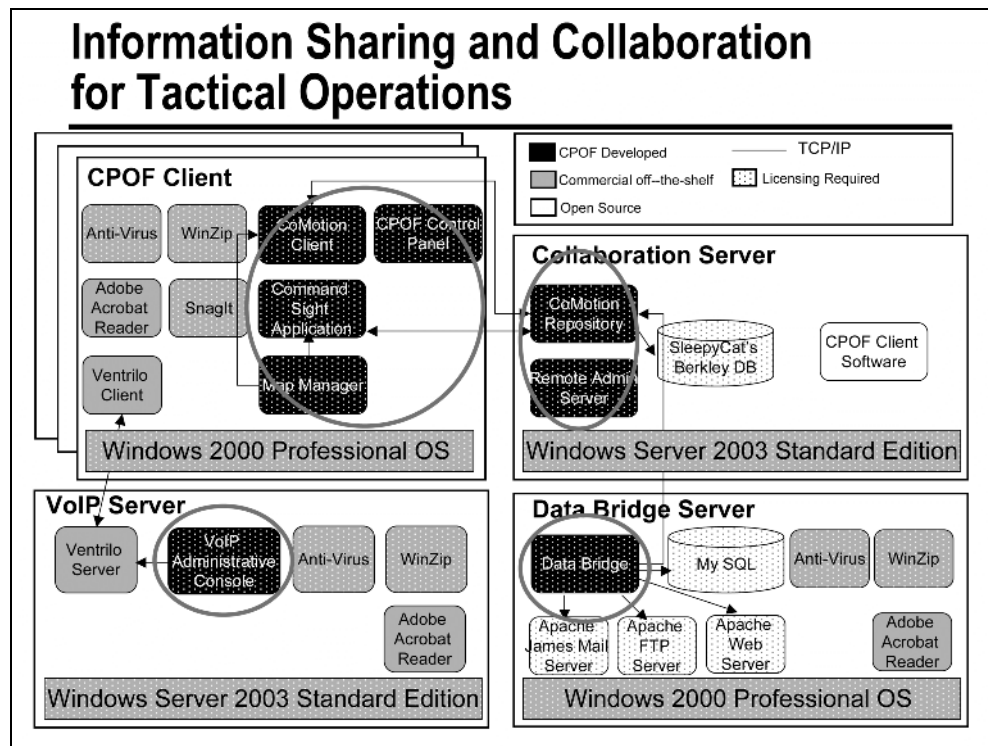 Information Sharing and Collaboration
for Tactical Operations
CPOF Client
Anti-Virus
WinZip
CoMotion
Client
CPOF Control
Panel
Adobe
Acrobat
Reader
SnagIt
Command
Sight
Application
Ventrilo
Client
Map Manager
Windows 2000 Professional OS
CPOF Developed
TCP/IP
Commercial off--the-shelf
Licensing Required
Open Source
Collaboration Server
CoMotion
Repository
SleepyCat's
Berkley DB
CPOF Client
Software
Remote Admin
Server
Windows Server 2003 Standard Edition
VoIP Server
Ventrilo
Server
VoIP
Administrative
Console
Anti-Virus
WinZip
Adobe
Acrobat
Reader
Windows Server 2003 Standard Edition
Data Bridge Server
Data Bridge
My SQL
Anti-Virus
WinZip
Apache
James Mail
Server
Apache
FTP
Server
Apache
Web
Server
Adobe
Acrobat
Reader
Windows 2000 Professional OS